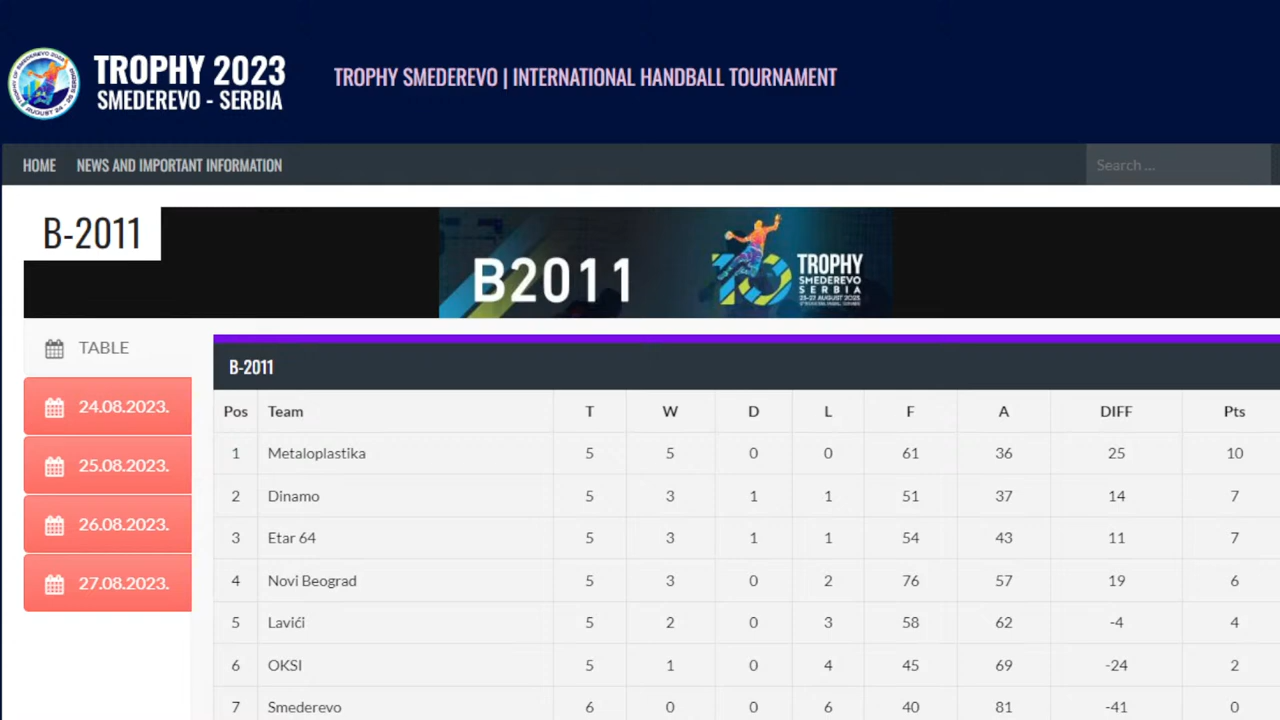 TROPHY 2023
SMEDEREVO - SERBIA
TROPHY SMEDEREVO | INTERNATIONAL HANDBALL TOURNAMENT
HOME NEWS AND IMPORTANT INFORMATION Search ...
B-2011
B2011
10
TROPHY
SMEDEREVO
SERBIA
TABLE
24.08.2023.
25.08.2023.
26.08.2023.
27.08.2023.
B-2011
Pos Team T W D L F A DIFF Pts
1 Metaloplastika 5 5 0 0 61 36 25 10
2 Dinamo 5 3 1 1 51 37 14 7
3 Etar 64 5 3 1 1 54 43 11 7
4 Novi Beograd 5 3 0 2 76 57 19 6
5 Lavići 5 2 0 3 58 62 -4 4
6 OKSI 5 1 0 4 45 69 -24 2
7 Smederevo 6 0 0 6 40 81 -41 0